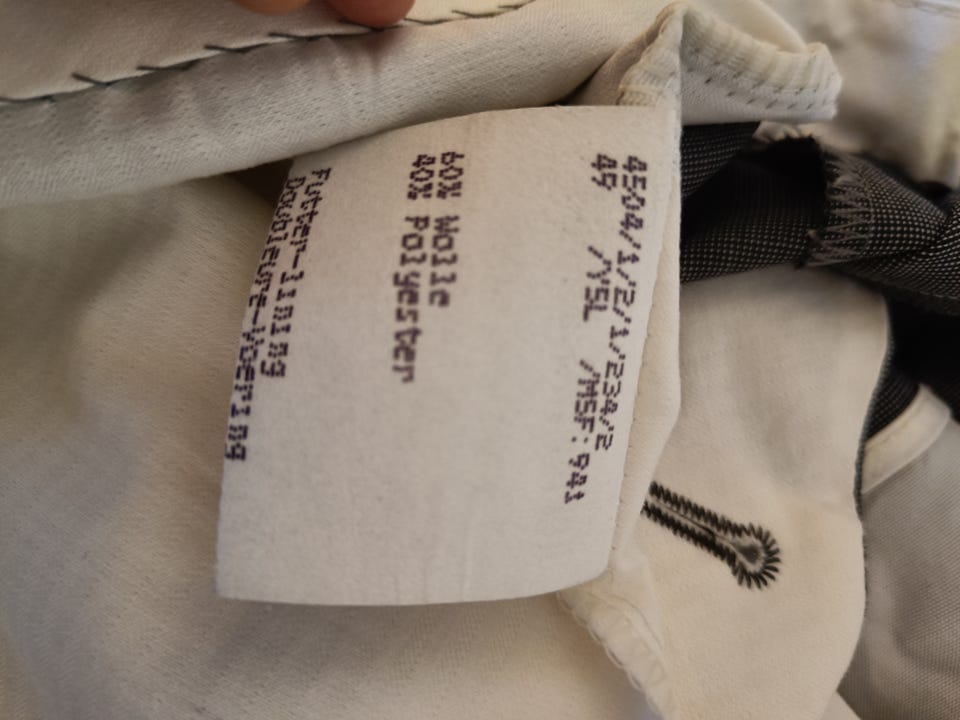 4504/1/2/1/234/2
49 /YSL /MSF:941
60% Wolle
40% Polyester
Futter-lining
Doublure-Voering